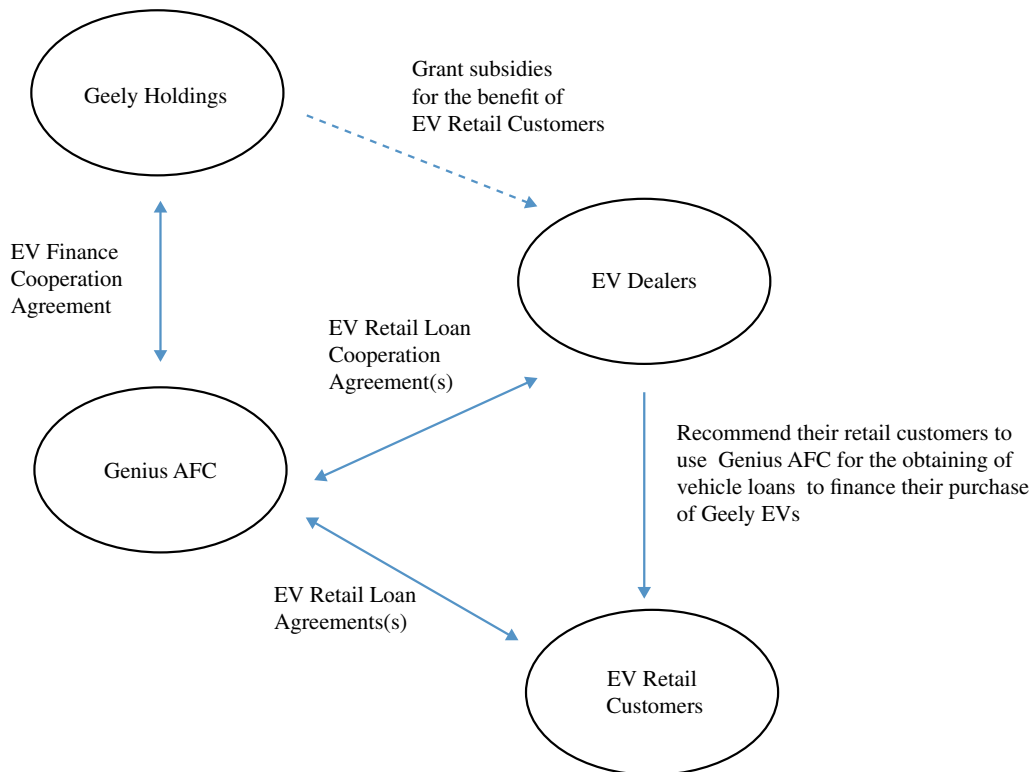 Geely Holdings
Grant subsidies
for the benefit of
EV Retail Customers
EV Finance
Cooperation
Agreement
EV Dealers
EV Retail Loan
Cooperation
Agreement(s)
Genius AFC
Recommend their retail customers to
use Genius AFC for the obtaining of
vehicle loans to finance their purchase
of Geely EVs
EV Retail Loan
Agreements(s)
EV Retail
Customers